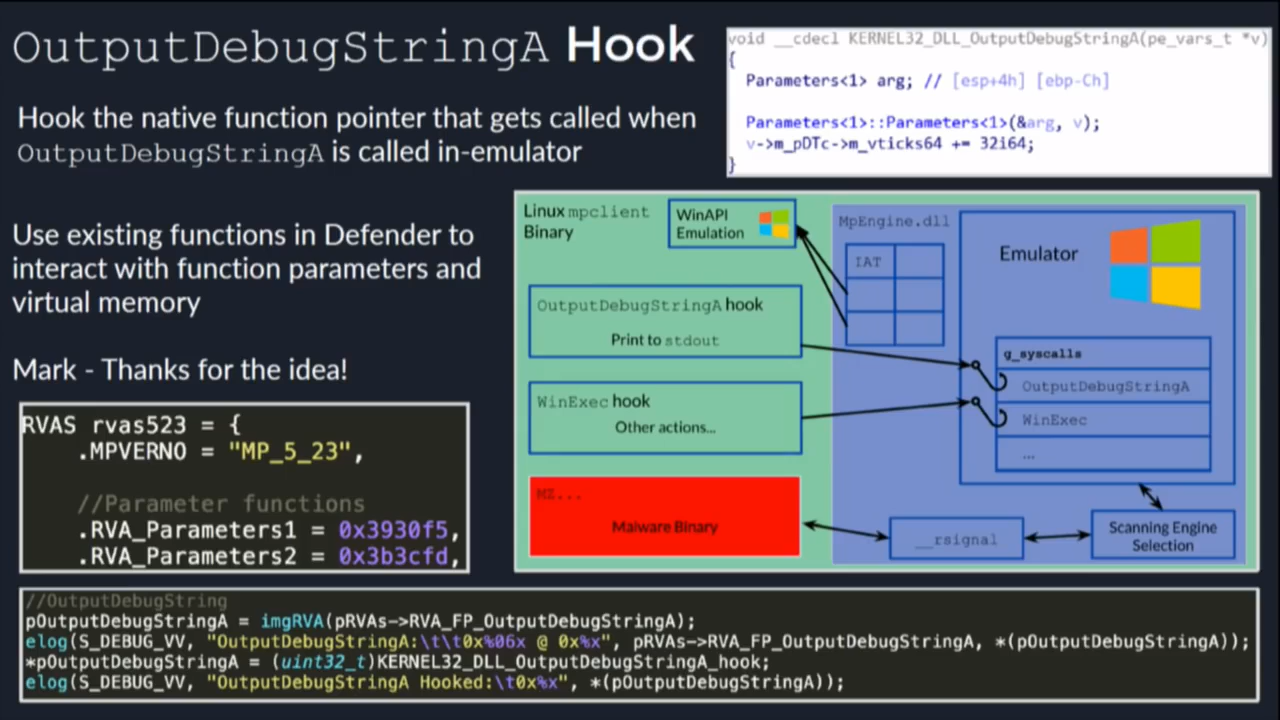 OutputDebugStringA Hook
Hook the native function pointer that gets called when
OutputDebugStringA is called in-emulator
Use existing functions in Defender to
interact with function parameters and
virtual memory
Mark - Thanks for the idea!
RVAS rvas523 = {
.MPVERNO = "MP_5_23",
//Parameter functions
.RVA_Parameters1 = 0x3930f5,
.RVA_Parameters2 = 0x3b3cfd,
void __cdecl KERNEL32_DLL_OutputDebugStringA(pe_vars_t *v)
{
Parameters<1> arg; // [esp+4h] [ebp-Ch]
Parameters<1>::Parameters<1>(&arg, v);
v->m_pDTc->m_vticks64 += 32i64;
}
Linux mpclient
Binary
WinAPI
Emulation
OutputDebugStringA hook
Print to stdout
WinExec hook
Other actions...
MZ...
Malware Binary
MpEngine.dll
IAT
Emulator
g_syscalls
OutputDebugStringA
WinExec
...
__rsignal
Scanning Engine
Selection
//OutputDebugString
pOutputDebugStringA = imgRVA(pRVAs->RVA_FP_OutputDebugStringA);
elog(S_DEBUG_VV, "OutputDebugStringA:\t\t0x%06x @ 0x%x", pRVAs->RVA_FP_OutputDebugStringA, *(pOutputDebugStringA));
*pOutputDebugStringA = (uint32_t)KERNEL32_DLL_OutputDebugStringA_hook;
elog(S_DEBUG_VV, "OutputDebugStringA Hooked:\t0x%x", *(pOutputDebugStringA));